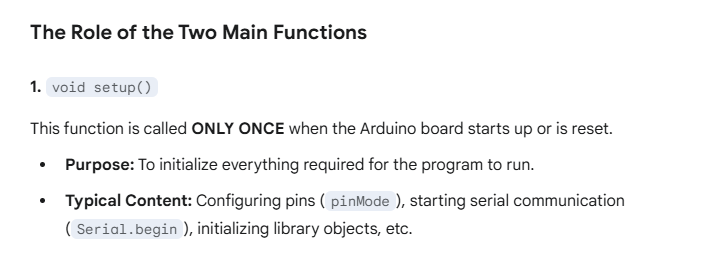 The Role of the Two Main Functions
1. void setup()
This function is called ONLY ONCE when the Arduino board starts up or is reset.
• Purpose: To initialize everything required for the program to run.
• Typical Content: Configuring pins ( pinMode ), starting serial communication
( Serial.begin ), initializing library objects, etc.